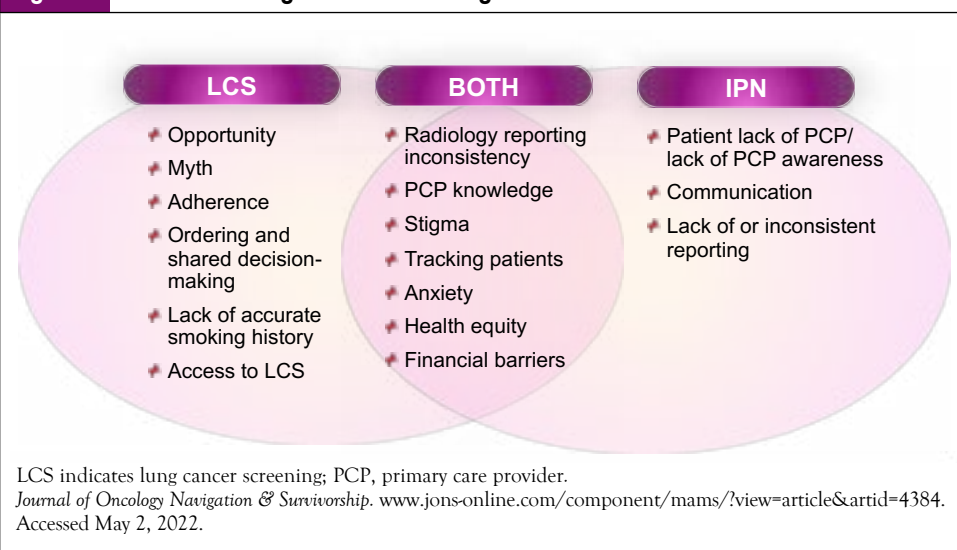 LCS
Opportunity
Myth
Adherence
Ordering and
shared decision-
making
Lack of accurate
smoking history
Access to LCS
BOTH
Radiology reporting
inconsistency
PCP knowledge
Stigma
Tracking patients
Anxiety
Health equity
Financial barriers
IPN
Patient lack of PCP/
lack of PCP awareness
Communication
Lack of or inconsistent
reporting
LCS indicates lung cancer screening; PCP, primary care provider.
Journal of Oncology Navigation & Survivorship. www.jons-online.com/component/mams/?view=article&artid=4384.
Accessed May 2, 2022.